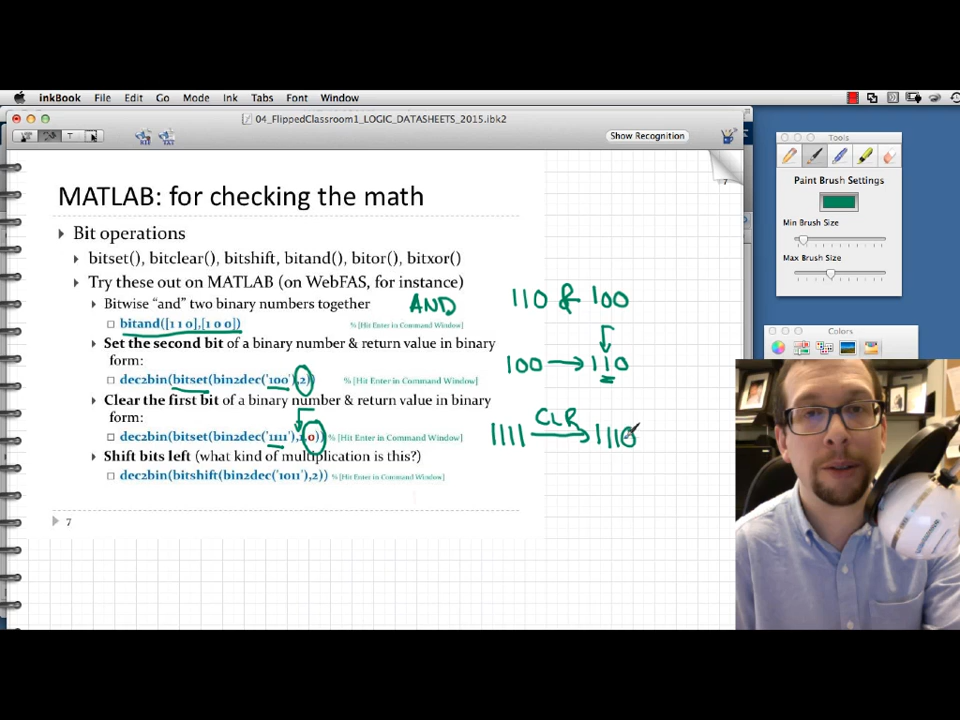 inkBook File Edit View Go Mode Ink Tabs Font Window
04_FlippedClassroom1_LOGIC_DATASHEETS_2015.ibk2
Show Recognition
Tools
Paint Brush Settings
Min Brush Size
Max Brush Size
Colors
7
MATLAB: for checking the math
Bit operations
bitset(), bitclear(), bitshift, bitand(), bitor(), bitxor()
Try these out on MATLAB (on WebFAS, for instance)
Bitwise “and” two binary numbers together AND 110 & 100
bitand([1 1 0],[1 0 0]) % [Hit Enter in Command Window]
Set the second bit of a binary number & return value in binary
form: 100 → 110
dec2bin(bitset(bin2dec('100'),2)) % [Hit Enter in Command Window]
Clear the first bit of a binary number & return value in binary
form: CLR
dec2bin(bitset(bin2dec('1111'),1,0)) % [Hit Enter in Command Window] 1111 → 1110
Shift bits left (what kind of multiplication is this?)
dec2bin(bitshift(bin2dec('1011'),2)) % [Hit Enter in Command Window]
7